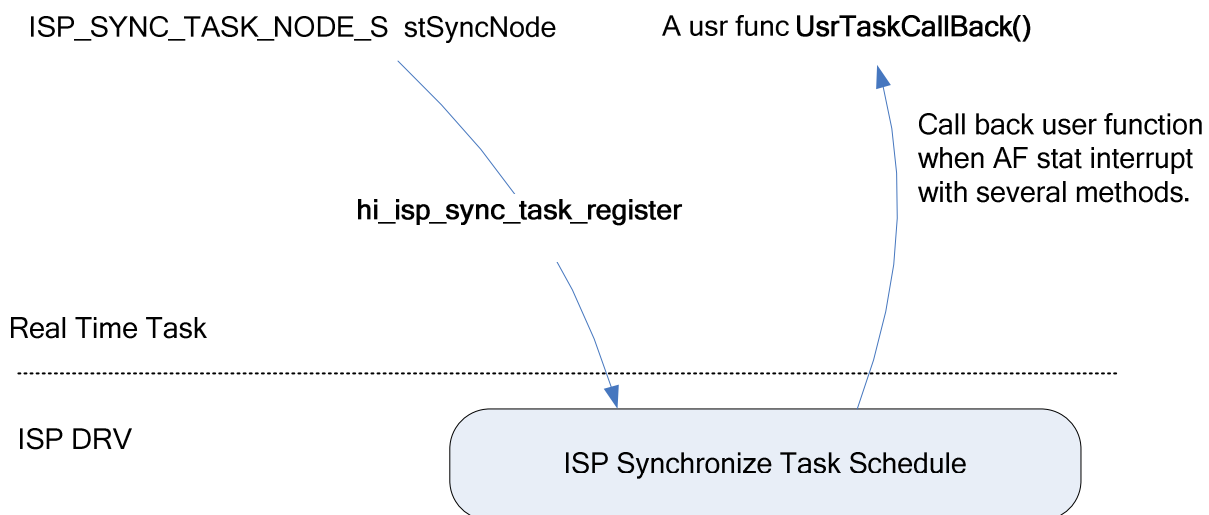 ISP_SYNC_TASK_NODE_S stSyncNode
A usr func UsrTaskCallBack()
Call back user function
when AF stat interrupt
with several methods.
hi_isp_sync_task_register
Real Time Task
ISP DRV
ISP Synchronize Task Schedule